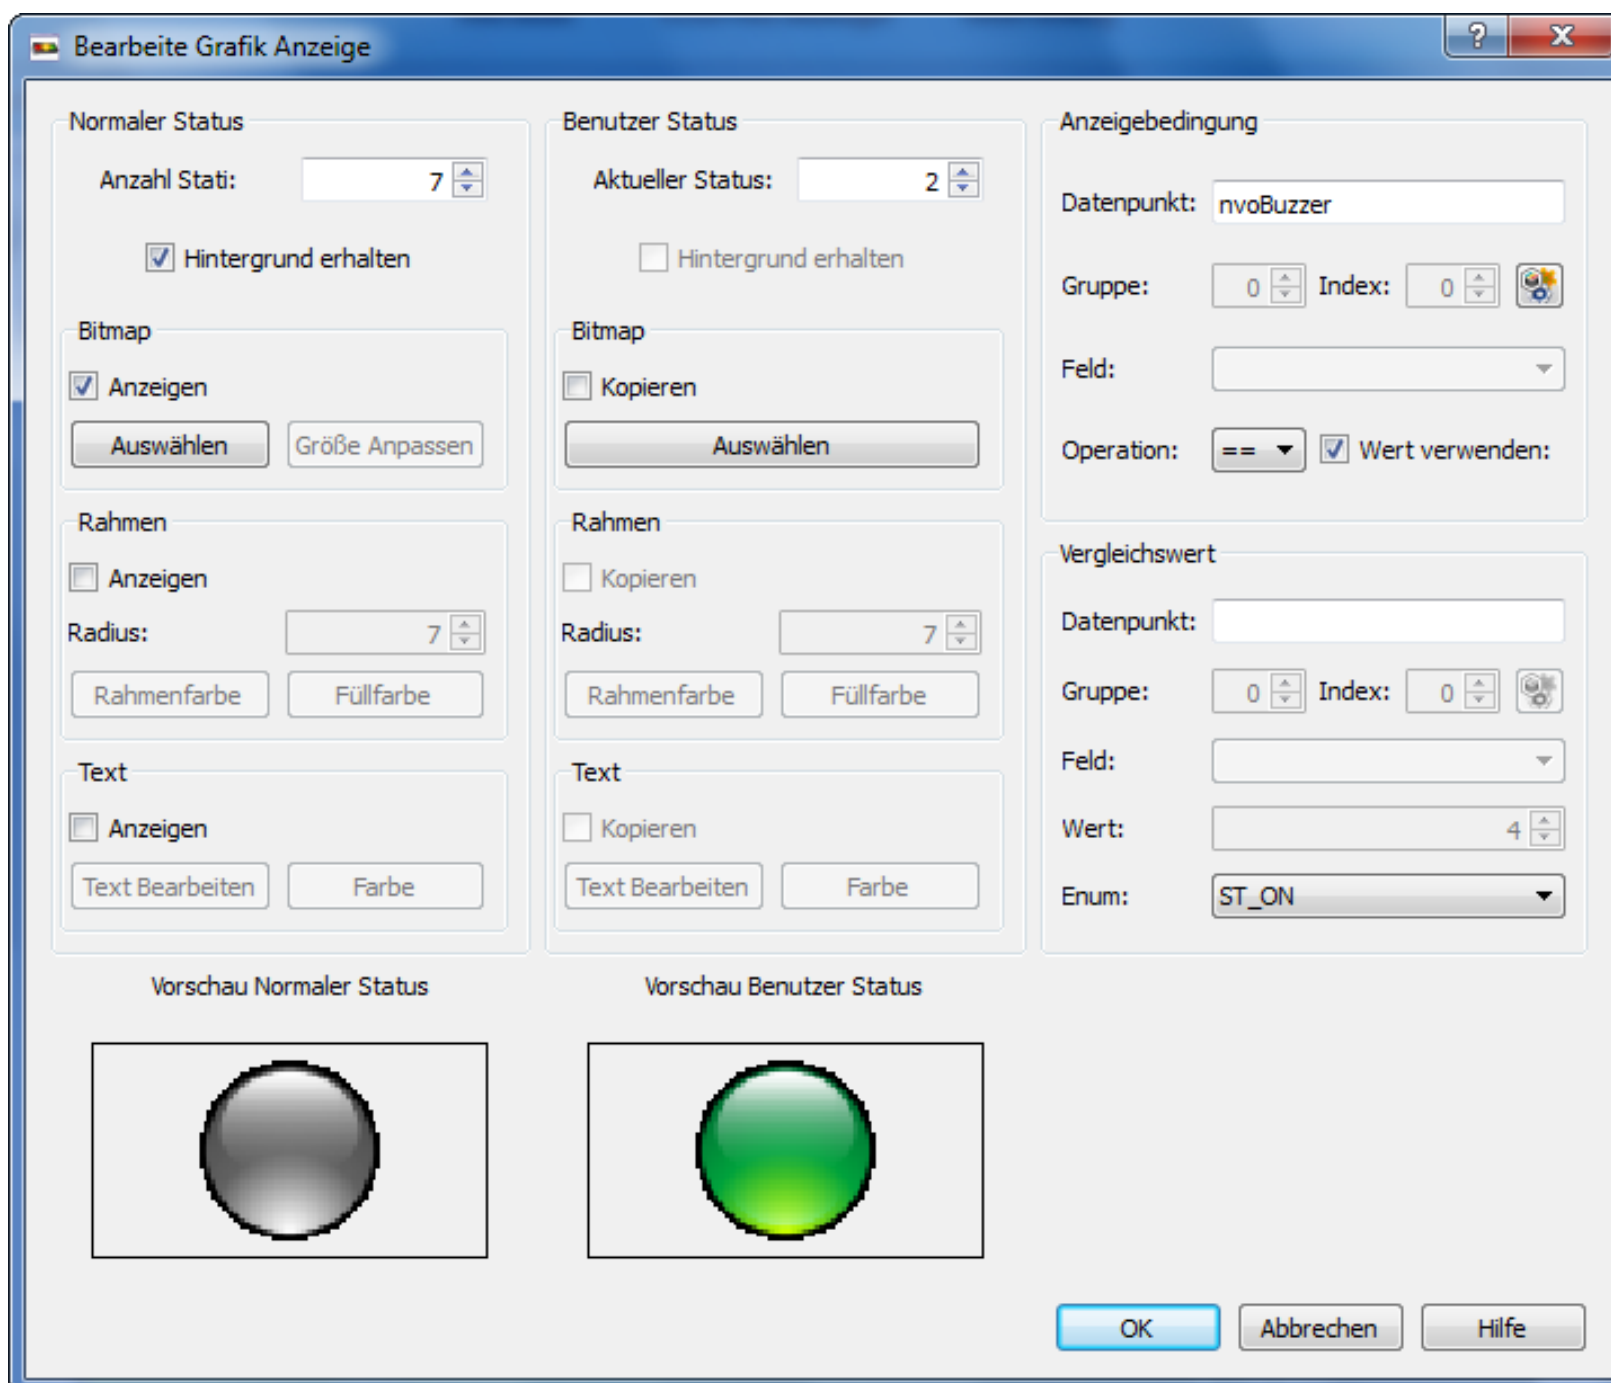 Bearbeite Grafik Anzeige
? X
Normaler Status
Anzahl Stati: 7
Hintergrund erhalten
Bitmap
Anzeigen
Auswählen Größe Anpassen
Rahmen
Anzeigen
Radius: 7
Rahmenfarbe Füllfarbe
Text
Anzeigen
Text Bearbeiten Farbe
Vorschau Normaler Status
Benutzer Status
Aktueller Status: 2
Hintergrund erhalten
Bitmap
Kopieren
Auswählen
Rahmen
Kopieren
Radius: 7
Rahmenfarbe Füllfarbe
Text
Kopieren
Text Bearbeiten Farbe
Vorschau Benutzer Status
Anzeigebedingung
Datenpunkt: nvoBuzzer
Gruppe: 0 Index: 0
Feld:
Operation: == Wert verwenden:
Vergleichswert
Datenpunkt:
Gruppe: 0 Index: 0
Feld:
Wert: 4
Enum: ST_ON
OK Abbrechen Hilfe